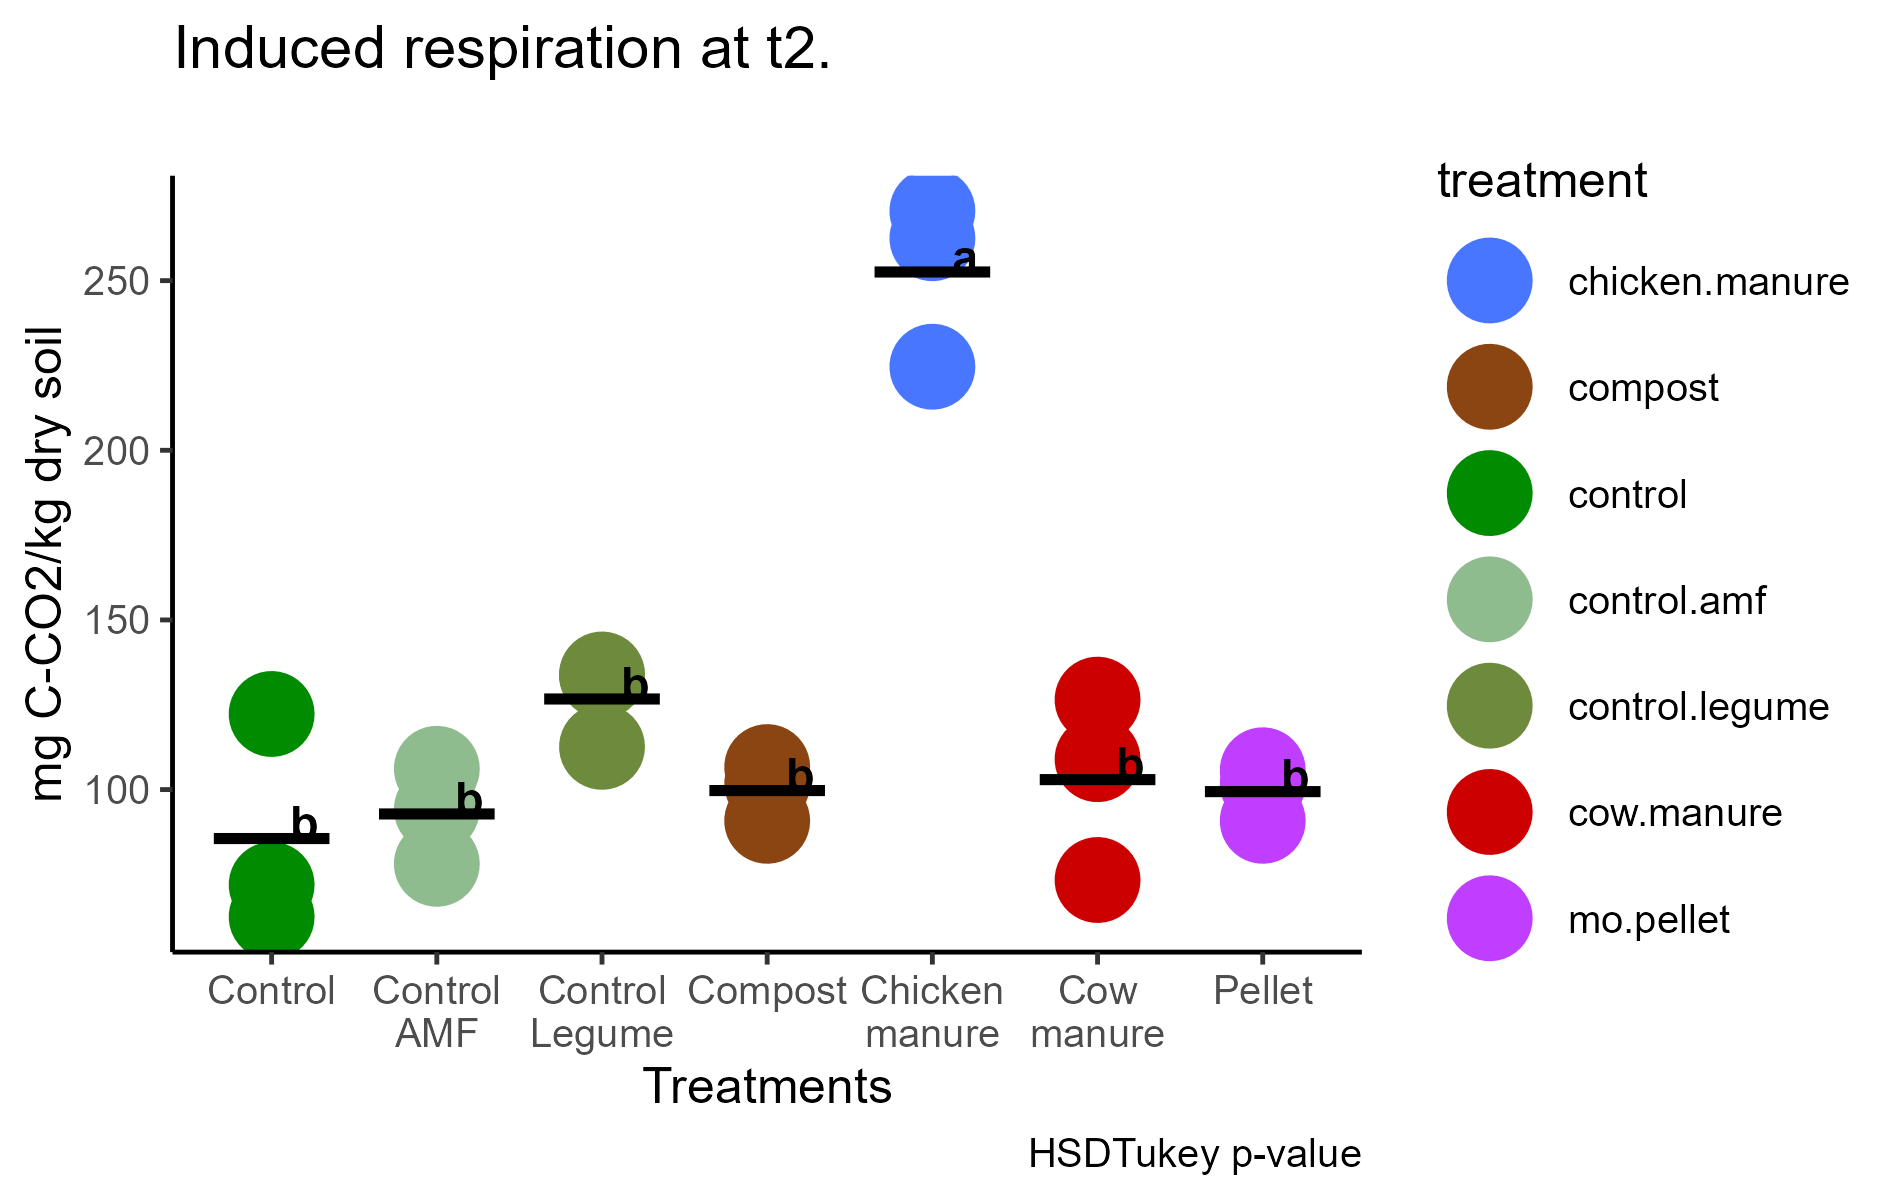 Induced respiration at t2.
mg C-CO2/kg dry soil
250
200
150
100
a
b
b
b
b
b
b
Control
Control
AMF
Control
Legume
Compost
Chicken
manure
Cow
manure
Pellet
Treatments
HSDTukey p-value
treatment
chicken.manure
compost
control
control.amf
control.legume
cow.manure
mo.pellet